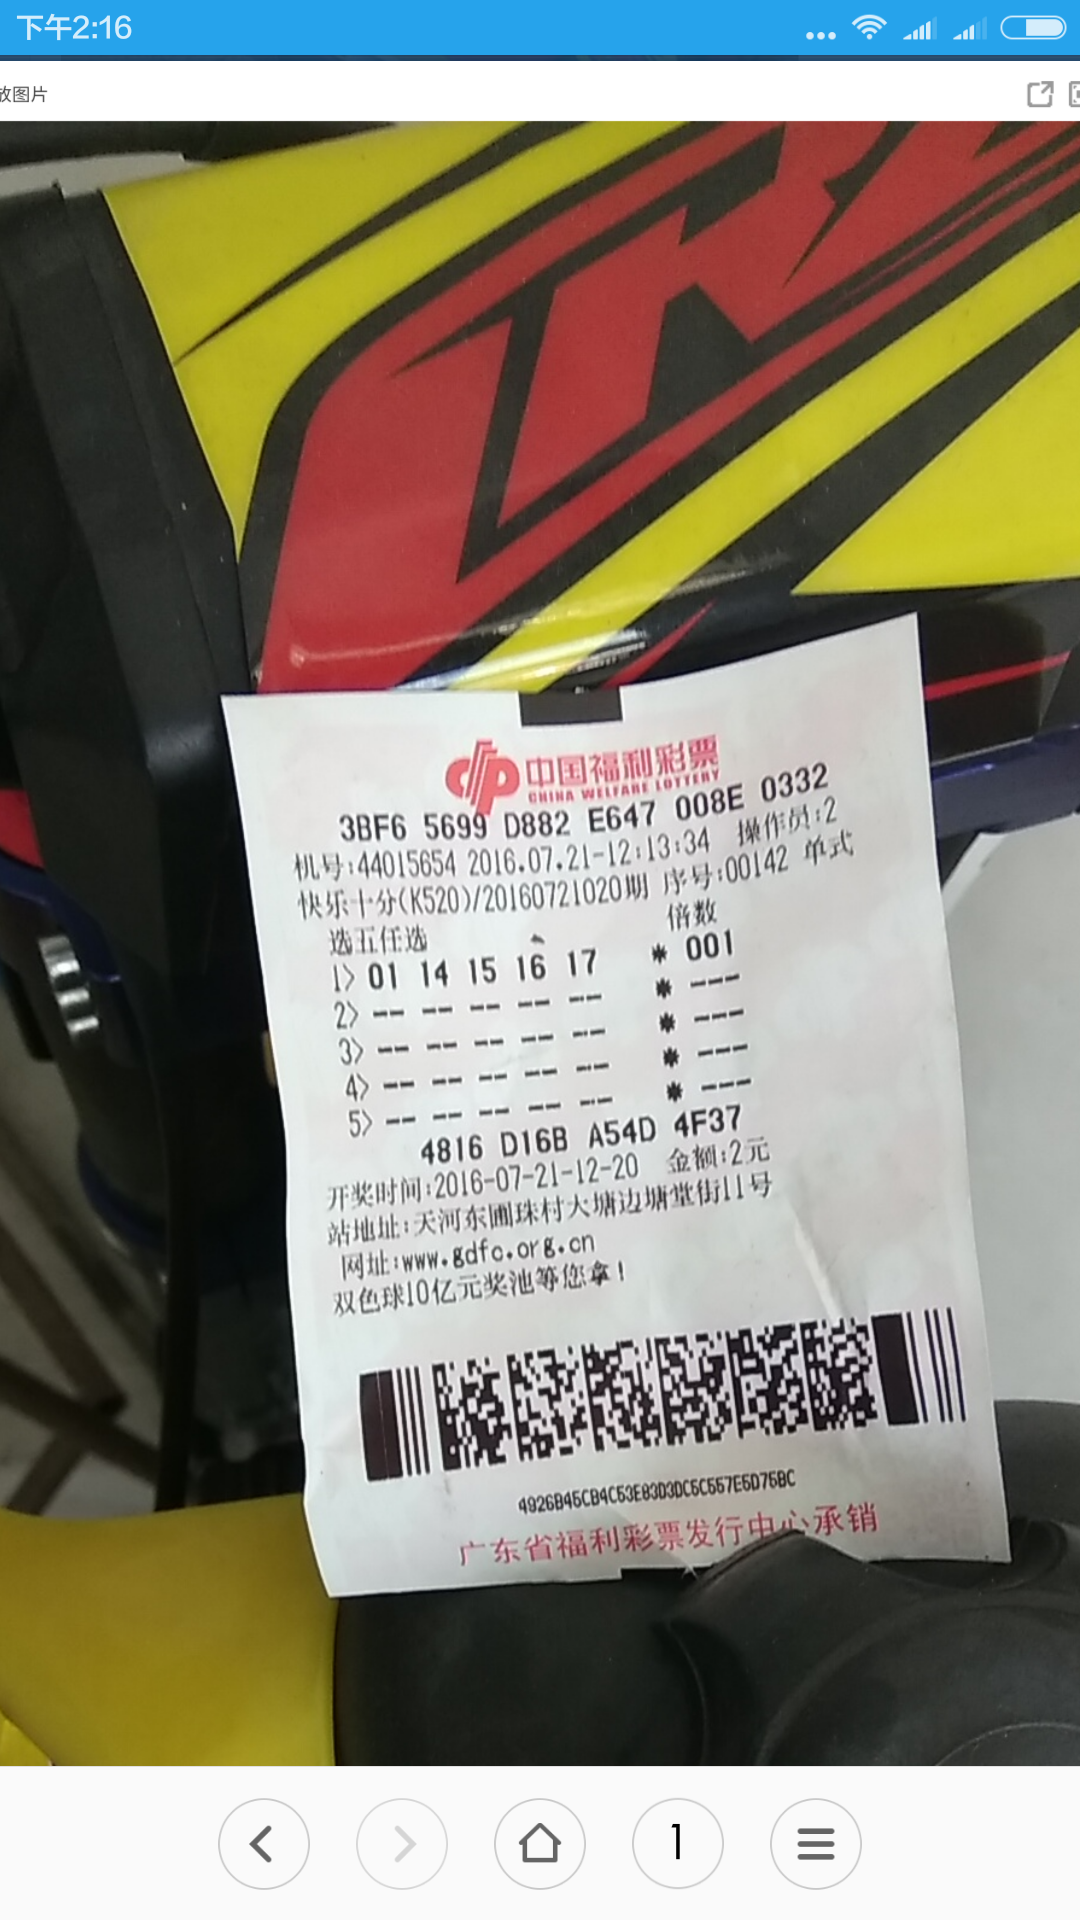 下午2:16
放图片
中国福利彩票
CHINA WELFARE LOTTERY
3BF6 5699 D882 E647 008E 0332
机号:44015654 2016.07.21-12:13:34 操作员:2
快乐十分(K520)/20160721020期 序号:00142 单式
选五任选 倍数
1> 01 14 15 16 17 * 001
2> -- -- -- -- -- * ---
3> -- -- -- -- -- * ---
4> -- -- -- -- -- * ---
5> -- -- -- -- -- * ---
4816 D16B A54D 4F37
开奖时间:2016-07-21-12-20 金额:2元
站地址:天河东圃珠村大塘边塘堂街11号
网址:www.gdfc.org.cn
双色球10亿元奖池等您拿!
4926B45CB4C53E83D3DC5C557E5D75BC
广东省福利彩票发行中心承销
1